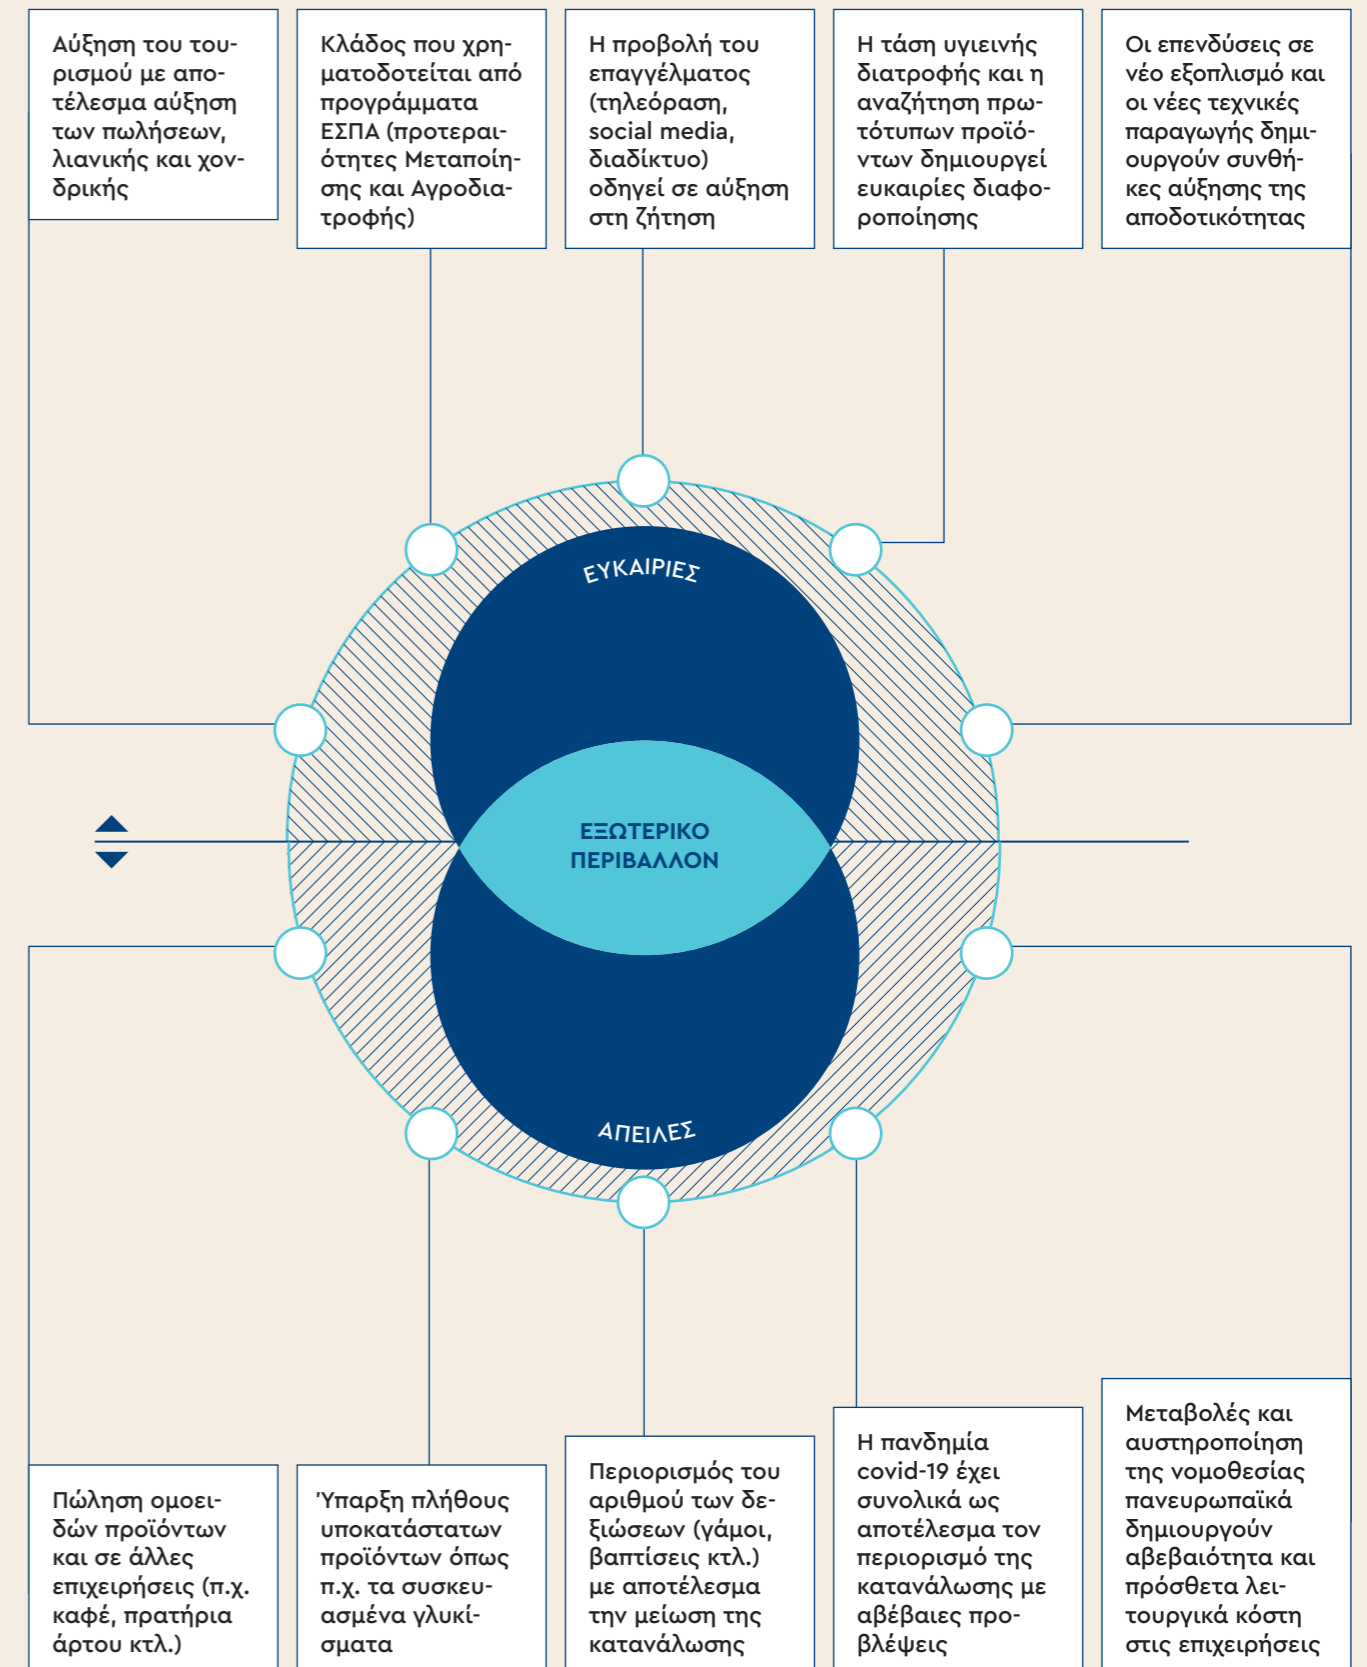 Αύξηση του του-
ρισμού με απο-
τέλεσμα αύξηση
των πωλήσεων,
λιανικής και χον-
δρικής
Κλάδος που χρη-
ματοδοτείται από
προγράμματα
ΕΣΠΑ (προτεραι-
ότητες Μεταποίη-
σης και Αγροδια-
τροφής)
Η προβολή του
επαγγέλματος
(τηλεόραση,
social media,
διαδίκτυο)
οδηγεί σε αύξηση
στη ζήτηση
Η τάση υγιεινής
διατροφής και η
αναζήτηση πρω-
τότυπων προϊό-
ντων δημιουργεί
ευκαιρίες διαφο-
ροποίησης
Οι επενδύσεις σε
νέο εξοπλισμό και
οι νέες τεχνικές
παραγωγής δημι-
ουργούν συνθή-
κες αύξησης της
αποδοτικότητας
ΕΥΚΑΙΡΙΕΣ
ΕΞΩΤΕΡΙΚΟ
ΠΕΡΙΒΑΛΛΟΝ
ΑΠΕΙΛΕΣ
Πώληση ομοει-
δών προϊόντων
και σε άλλες
επιχειρήσεις (π.χ.
καφέ, πρατήρια
άρτου κτλ.)
Ύπαρξη πλήθους
υποκατάστατων
προϊόντων όπως
π.χ. τα συσκευ-
ασμένα γλυκί-
σματα
Περιορισμός του
αριθμού των δε-
ξιώσεων (γάμοι,
βαπτίσεις κτλ.)
με αποτέλεσμα
την μείωση της
κατανάλωσης
Η πανδημία
covid-19 έχει
συνολικά ως
αποτέλεσμα τον
περιορισμό της
κατανάλωσης με
αβέβαιες προ-
βλέψεις
Μεταβολές και
αυστηροποίηση
της νομοθεσίας
πανευρωπαϊκά
δημιουργούν
αβεβαιότητα και
πρόσθετα λει-
τουργικά κόστη
στις επιχειρήσεις